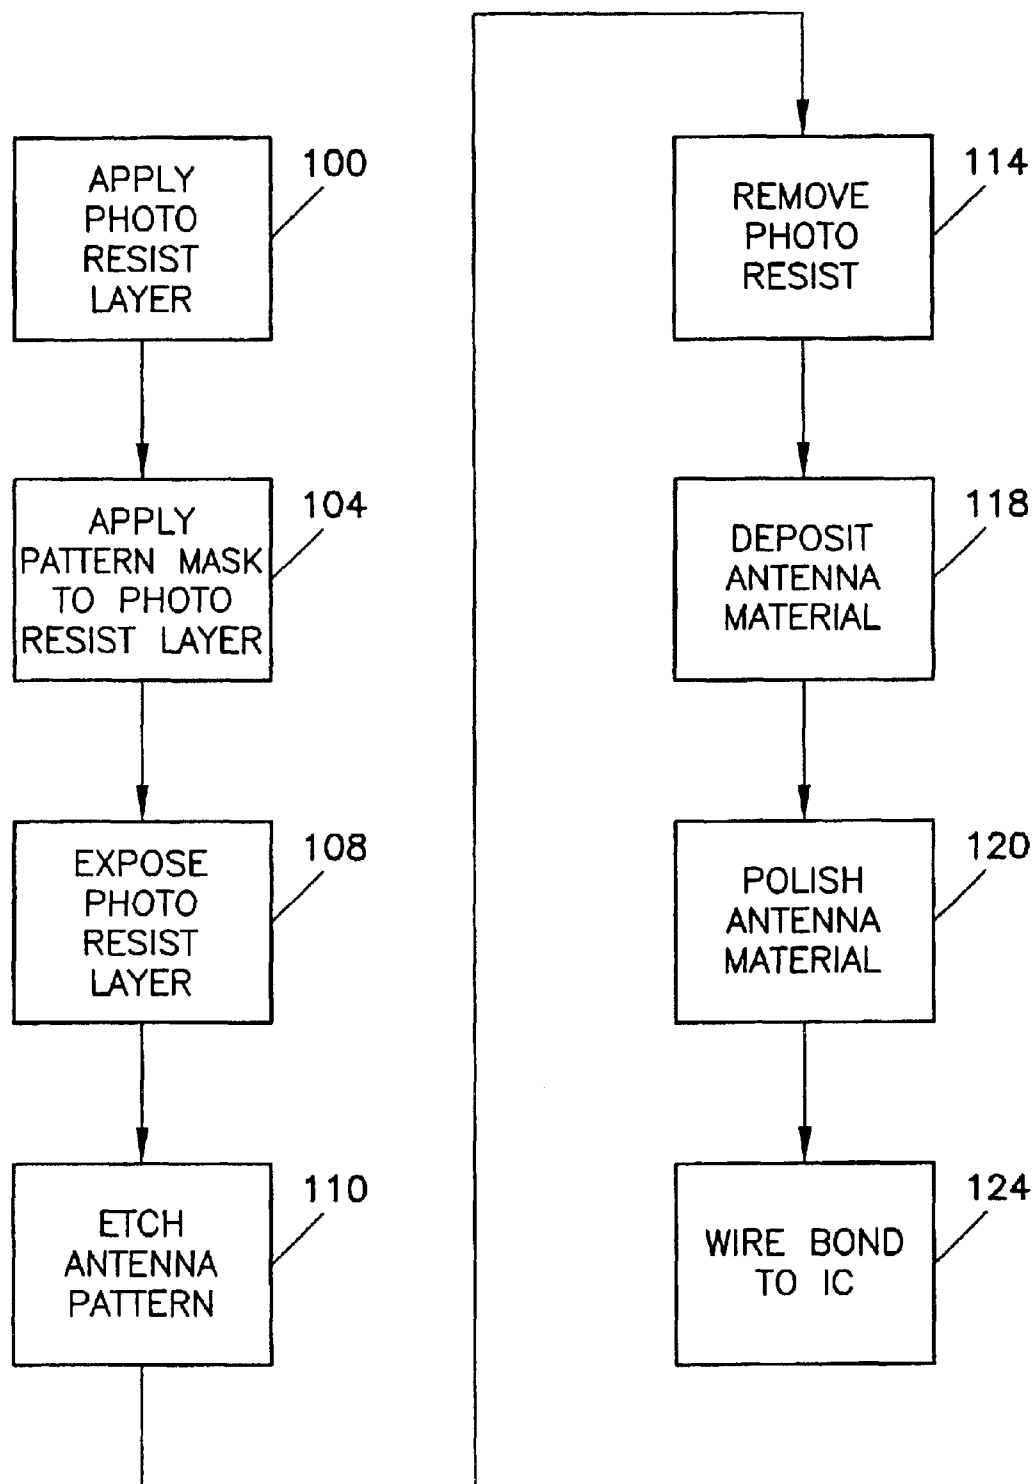 APPLY
PHOTO
RESIST
LAYER
100
APPLY
PATTERN MASK
TO PHOTO
RESIST LAYER
104
EXPOSE
PHOTO
RESIST
LAYER
108
ETCH
ANTENNA
PATTERN
110
REMOVE
PHOTO
RESIST
114
DEPOSIT
ANTENNA
MATERIAL
118
POLISH
ANTENNA
MATERIAL
120
WIRE BOND
TO IC
124